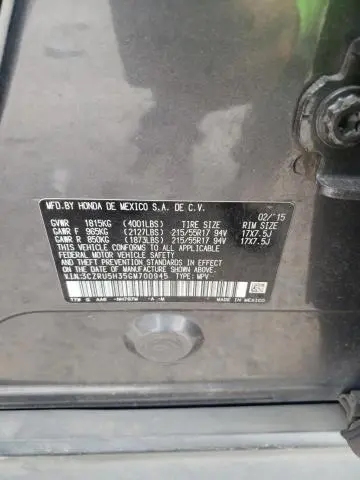 MFD.BY HONDA DE MEXICO S.A. DE C.V. 02/'15
GVWR 1815KG (4001LBS) TIRE SIZE RIM SIZE
GAWR F 965KG (2127LBS) 215/55R17 94V 17X7.5J
GAWR R 850KG (1873LBS) 215/55R17 94V 17X7.5J
THIS VEHICLE CONFORMS TO ALL APPLICABLE
FEDERAL MOTOR VEHICLE SAFETY, BUMPER, AND
THEFT PREVENTION STANDARDS IN EFFECT ON THE
DATE OF MANUFACTURE SHOWN ABOVE.
V.I.N.:3CZRU5H35GM700945
TYPE: M.P.V.
MADE IN MEXICO